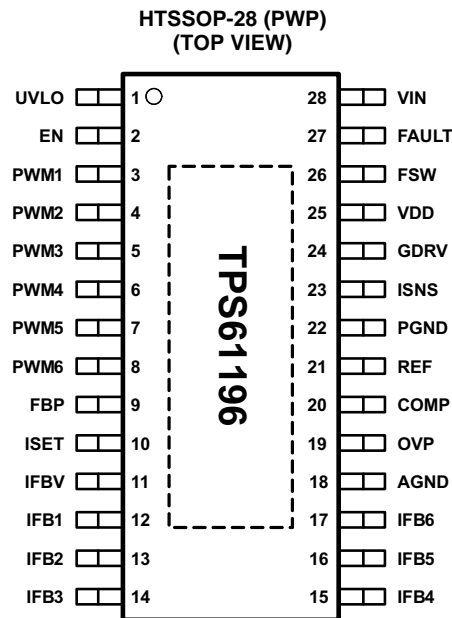 HTSSOP-28 (PWP)
(TOP VIEW)
UVLO 1 28 VIN
EN 2 27 FAULT
PWM1 3 26 FSW
PWM2 4 25 VDD
PWM3 5 24 GDRV
PWM4 6 23 ISNS
PWM5 7 22 PGND
PWM6 8 21 REF
FBP 9 20 COMP
ISET 10 19 OVP
IFBV 11 18 AGND
IFB1 12 17 IFB6
IFB2 13 16 IFB5
IFB3 14 15 IFB4
TPS61196